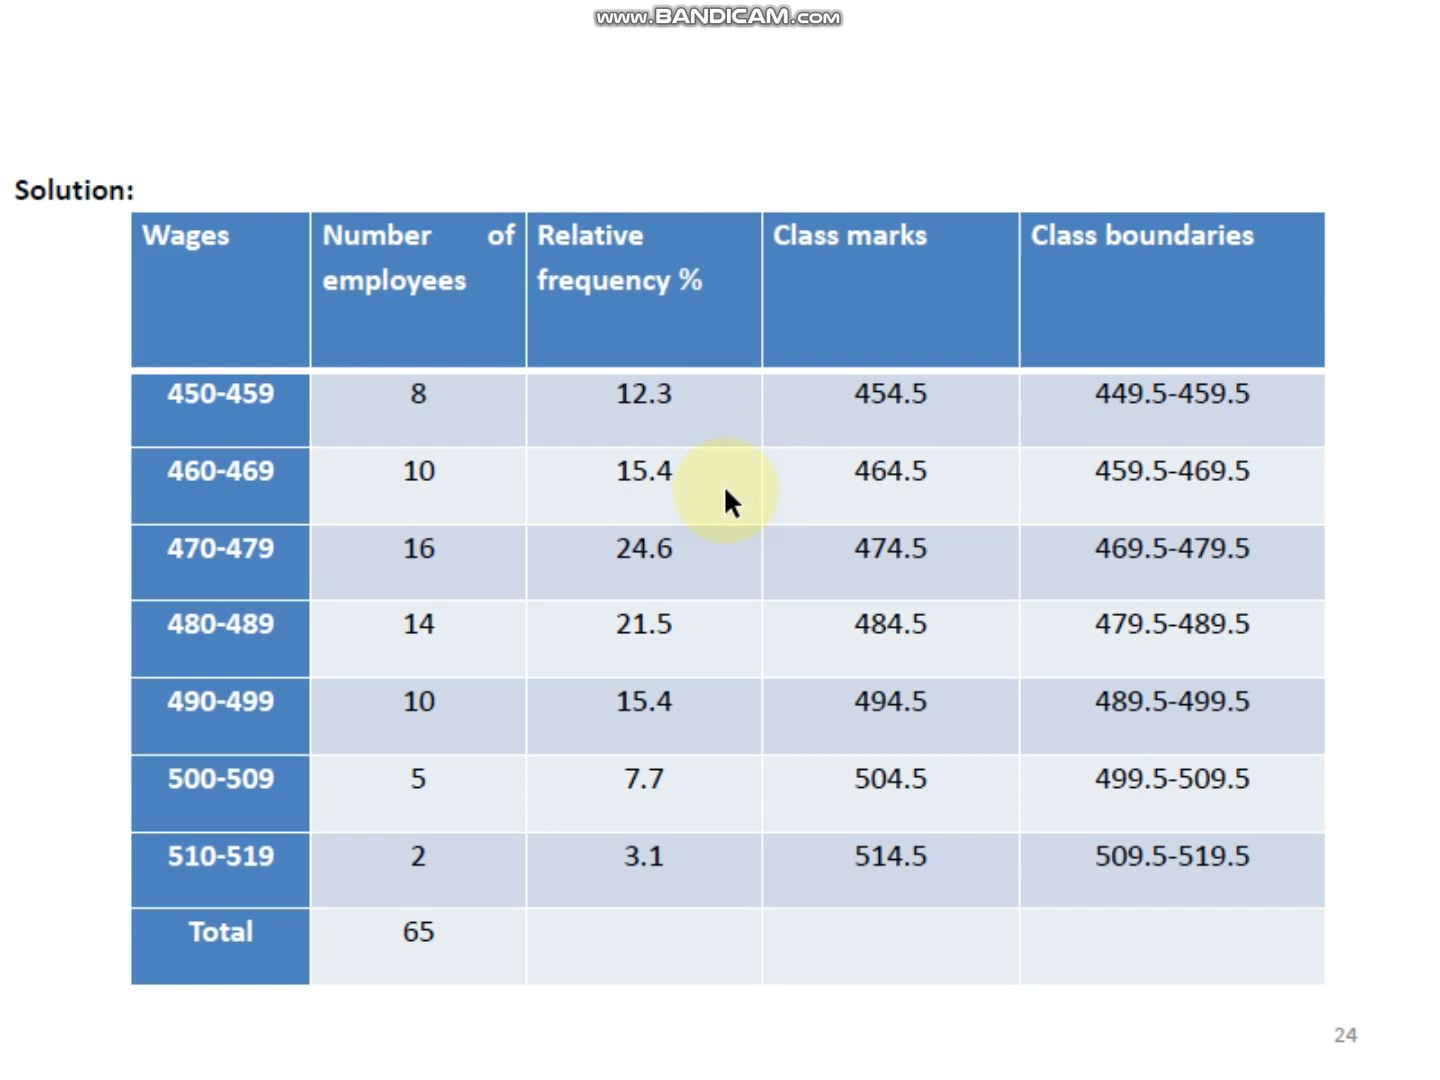 www.BANDICAM.com
Solution:
Wages Number of employees Relative frequency % Class marks Class boundaries
450-459 8 12.3 454.5 449.5-459.5
460-469 10 15.4 464.5 459.5-469.5
470-479 16 24.6 474.5 469.5-479.5
480-489 14 21.5 484.5 479.5-489.5
490-499 10 15.4 494.5 489.5-499.5
500-509 5 7.7 504.5 499.5-509.5
510-519 2 3.1 514.5 509.5-519.5
Total 65
24